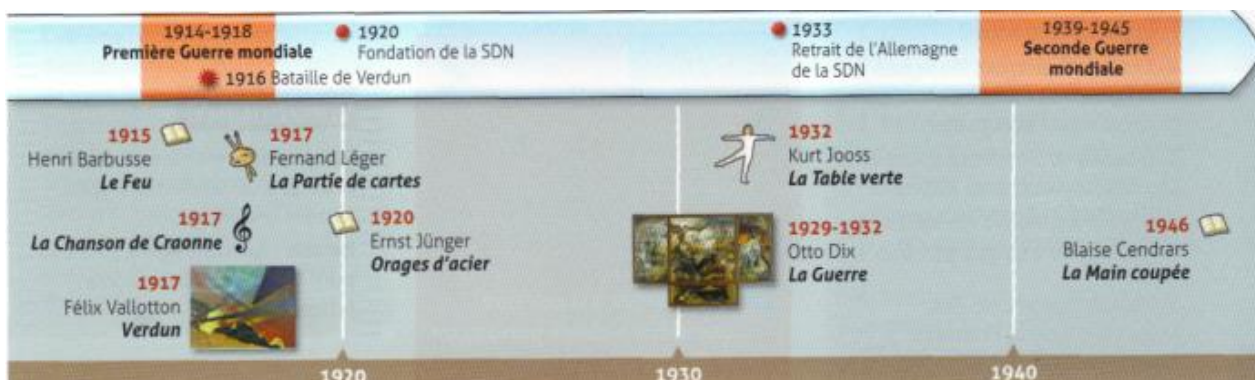 1914-1918
Première Guerre mondiale
1916 Bataille de Verdun
1920
Fondation de la SDN
1933
Retrait de l'Allemagne
de la SDN
1939-1945
Seconde Guerre
mondiale
1915
Henri Barbusse
Le Feu
1917
Fernand Léger
La Partie de cartes
1932
Kurt Jooss
La Table verte
1917
La Chanson de Craonne
1920
Ernst Jünger
Orages d'acier
1929-1932
Otto Dix
La Guerre
1946
Blaise Cendrars
La Main coupée
1917
Félix Vallotton
Verdun
1920
1930
1940